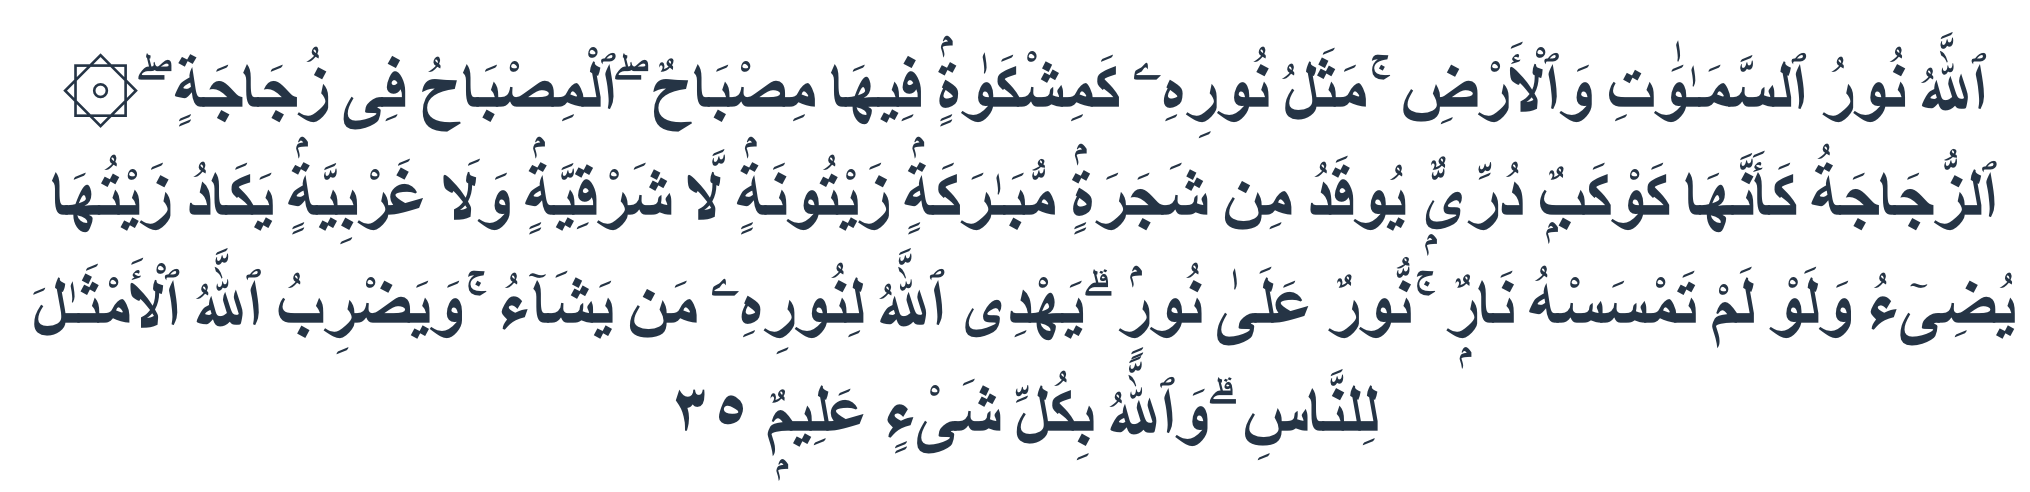 ٱللَّهُ نُورُ ٱلسَّمَـٰوَٰتِ وَٱلْأَرْضِ ۚ مَثَلُ نُورِهِۦ كَمِشْكَوٰةٍۢ فِيهَا مِصْبَاحٌ ۖ ٱلْمِصْبَاحُ فِى زُجَاجَةٍ ۖ ۞
ٱلزُّجَاجَةُ كَأَنَّهَا كَوْكَبٌۭ دُرِّىٌّۭ يُوقَدُ مِن شَجَرَةٍۢ مُّبَـٰرَكَةٍۢ زَيْتُونَةٍۢ لَّا شَرْقِيَّةٍۢ وَلَا غَرْبِيَّةٍۢ يَكَادُ زَيْتُهَا
يُضِىٓءُ وَلَوْ لَمْ تَمْسَسْهُ نَارٌۭ ۚ نُّورٌ عَلَىٰ نُورٍۢ ۗ يَهْدِى ٱللَّهُ لِنُورِهِۦ مَن يَشَآءُ ۚ وَيَضْرِبُ ٱللَّهُ ٱلْأَمْثَـٰلَ
لِلنَّاسِ ۗ وَٱللَّهُ بِكُلِّ شَىْءٍ عَلِيمٌۭ ٣٥